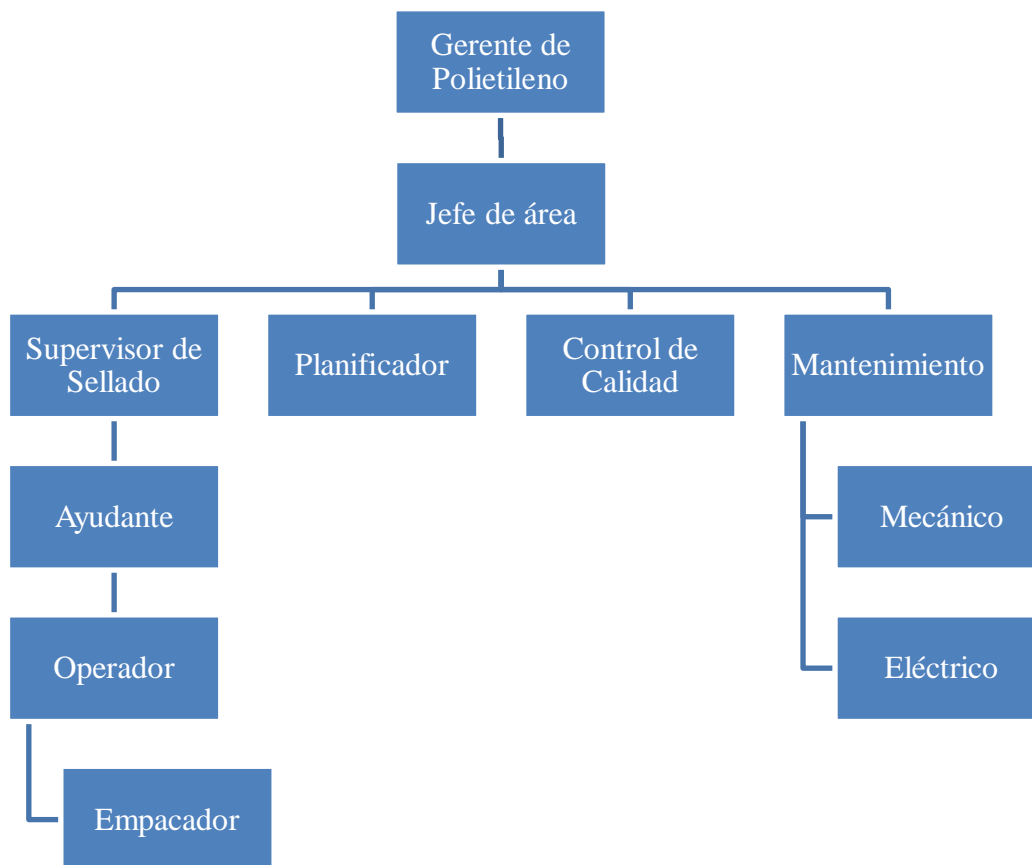 Gerente de
Polietileno
Jefe de área
Supervisor de
Sellado
Planificador
Control de
Calidad
Mantenimiento
Ayudante
Mecánico
Operador
Eléctrico
Empacador